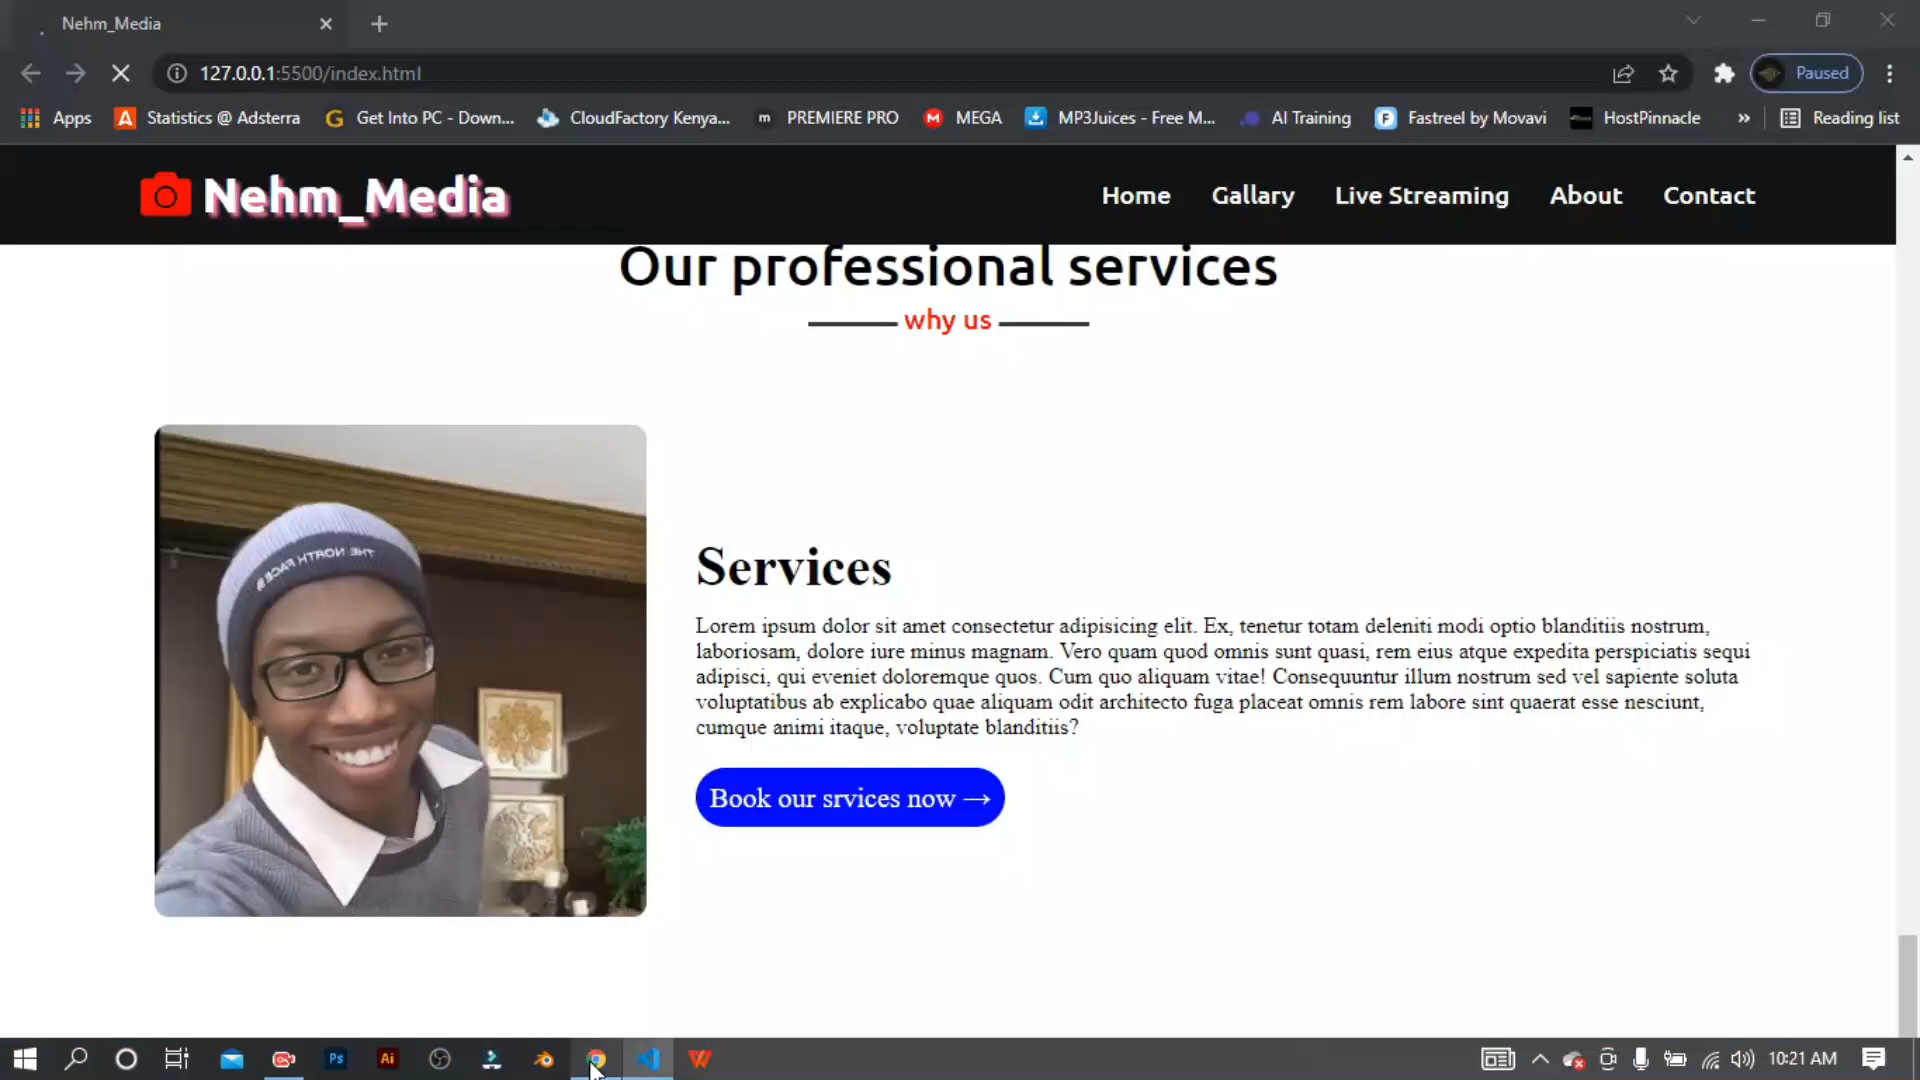 Nehm_Media
127.0.0.1:5500/index.html
Paused
Apps
Statistics @ Adsterra
Get Into PC - Down...
CloudFactory Kenya...
PREMIERE PRO
MEGA
MP3Juices - Free M...
AI Training
Fastreel by Movavi
HostPinnacle
»
Reading list
Nehm_Media
Home
Gallary
Live Streaming
About
Contact
Our professional services
why us
THE NORTH FACE
Services
Lorem ipsum dolor sit amet consectetur adipisicing elit. Ex, tenetur totam deleniti modi optio blanditiis nostrum,
laboriosam, dolore iure minus magnam. Vero quam quod omnis sunt quasi, rem eius atque expedita perspiciatis sequi
adipisci, qui eveniet doloremque quos. Cum quo aliquam vitae! Consequuntur illum nostrum sed vel sapiente soluta
voluptatibus ab explicabo quae aliquam odit architecto fuga placeat omnis rem labore sint quaerat esse nesciunt,
cumque animi itaque, voluptate blanditiis?
Book our srvices now →
Ps
Ai
10:21 AM